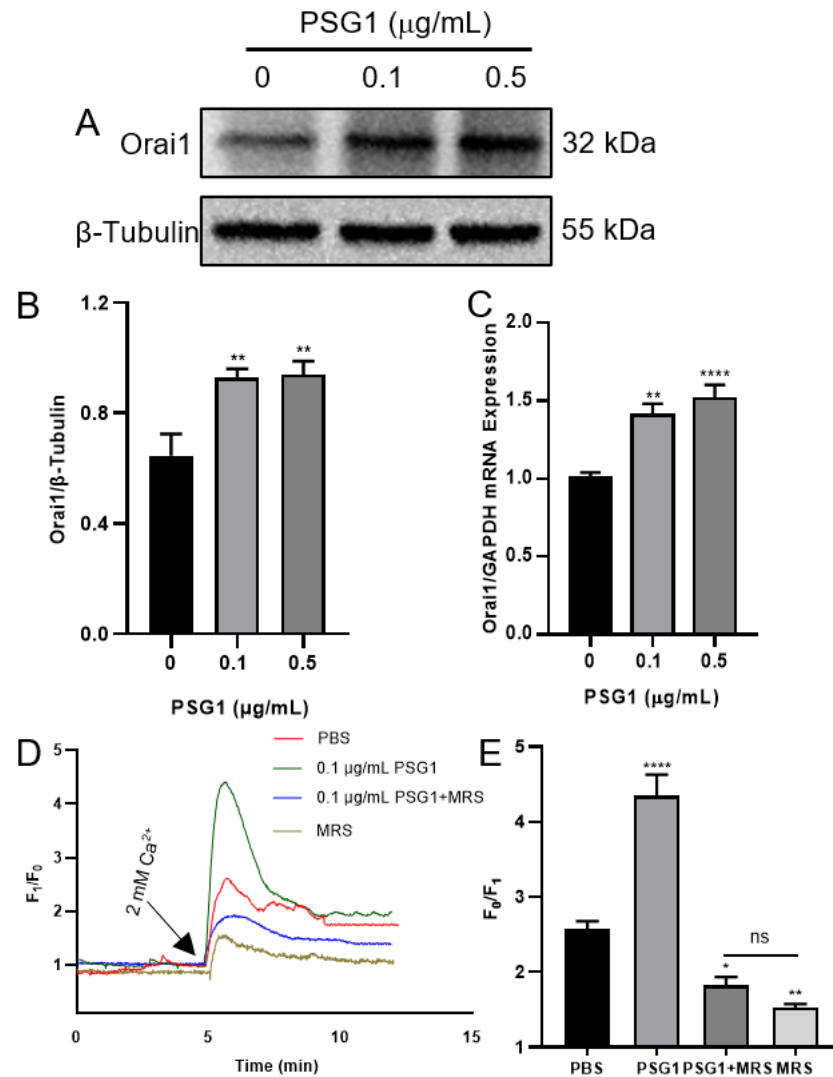 PSG1 (μg/mL)
0 0.1 0.5
A
Orai1 32 kDa
β-Tubulin 55 kDa
B
Orai1/β-Tubulin
1.2
0.8
0.4
0.0
** **
0 0.1 0.5
PSG1 (μg/mL)
C
Orai1/GAPDH mRNA Expression
2.0
1.5
1.0
0.5
0.0
** ****
0 0.1 0.5
PSG1 (μg/mL)
D
F1/F0
5
4
3
2
1
PBS
0.1 μg/mL PSG1
0.1 μg/mL PSG1+MRS
MRS
2 mM Ca²⁺
0 5 10 15
Time (min)
E
F0/F1
5
4
3
2
1
****
ns
* **
PBS PSG1 PSG1+MRS MRS